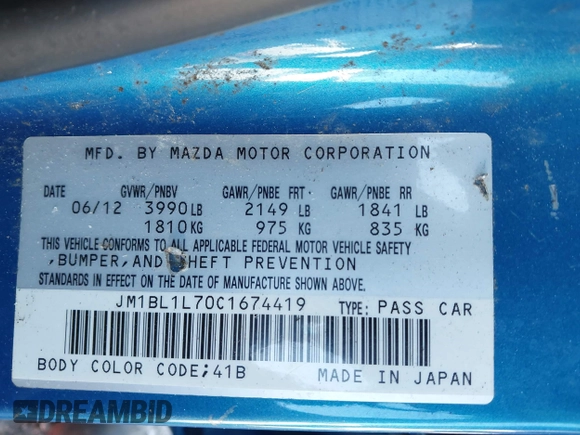 MFD. BY MAZDA MOTOR CORPORATION
DATE GVWR/PNBV GAWR/PNBE FRT. GAWR/PNBE RR
06/12 3990 LB 2149 LB 1841 LB
1810 KG 975 KG 835 KG
THIS VEHICLE CONFORMS TO ALL APPLICABLE FEDERAL MOTOR VEHICLE SAFETY
,BUMPER,AND THEFT PREVENTION
STANDARDS IN EFFECT ON THE DATE OF MANUFACTURE SHOWN ABOVE.
JM1BL1L70C1674419 TYPE: PASS CAR
BODY COLOR CODE;41B MADE IN JAPAN
DREAMBID